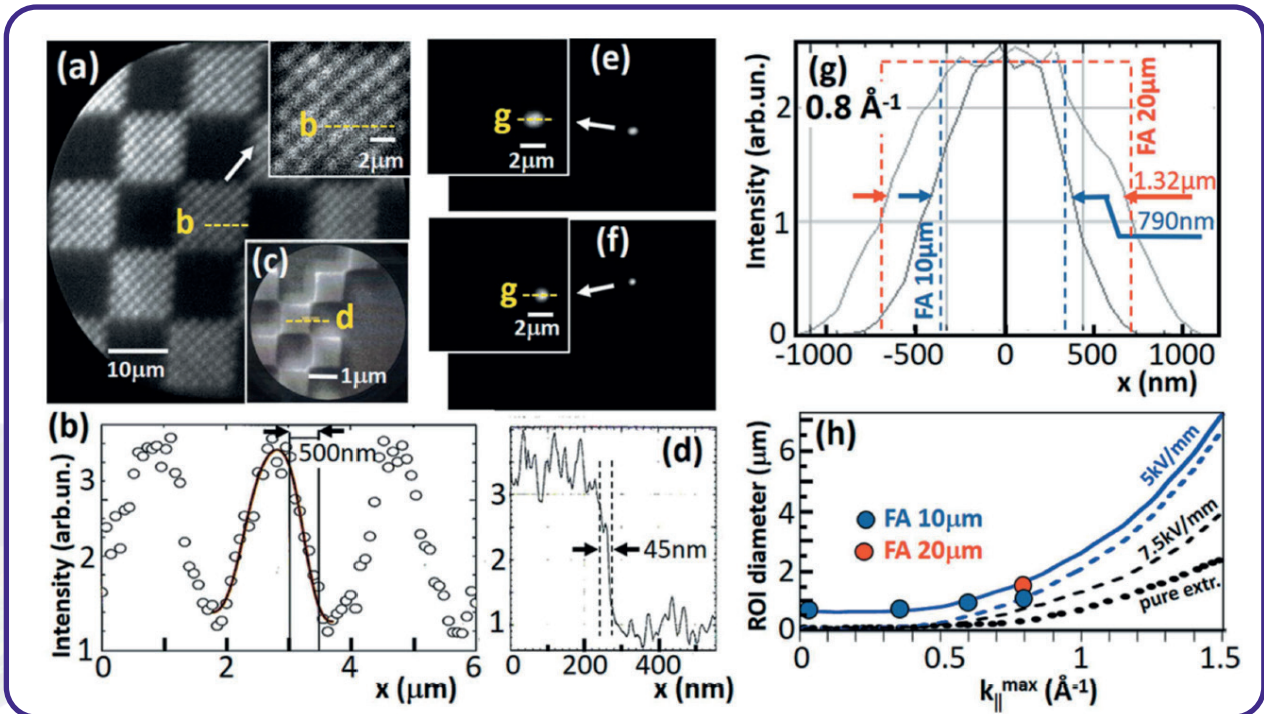 (a)
b
2μm
b
10μm
(c)
d
1μm
(e)
g
2μm
(f)
g
2μm
(g)
0.8 Å⁻¹
Intensity (arb.un.)
2
1
0
FA 20μm
1.32μm
790nm
FA 10μm
-1000
-500
0
500
1000
x (nm)
(b)
Intensity (arb.un.)
3
2
1
500nm
0
2
4
6
x (μm)
(d)
3
2
1
45nm
0
200
400
x (nm)
(h)
ROI diameter (μm)
6
4
2
0
FA 10μm
FA 20μm
5kV/mm
7.5kV/mm
pure extr.
0
0.5
1
1.5
k||ᵐᵃˣ (Å⁻¹)